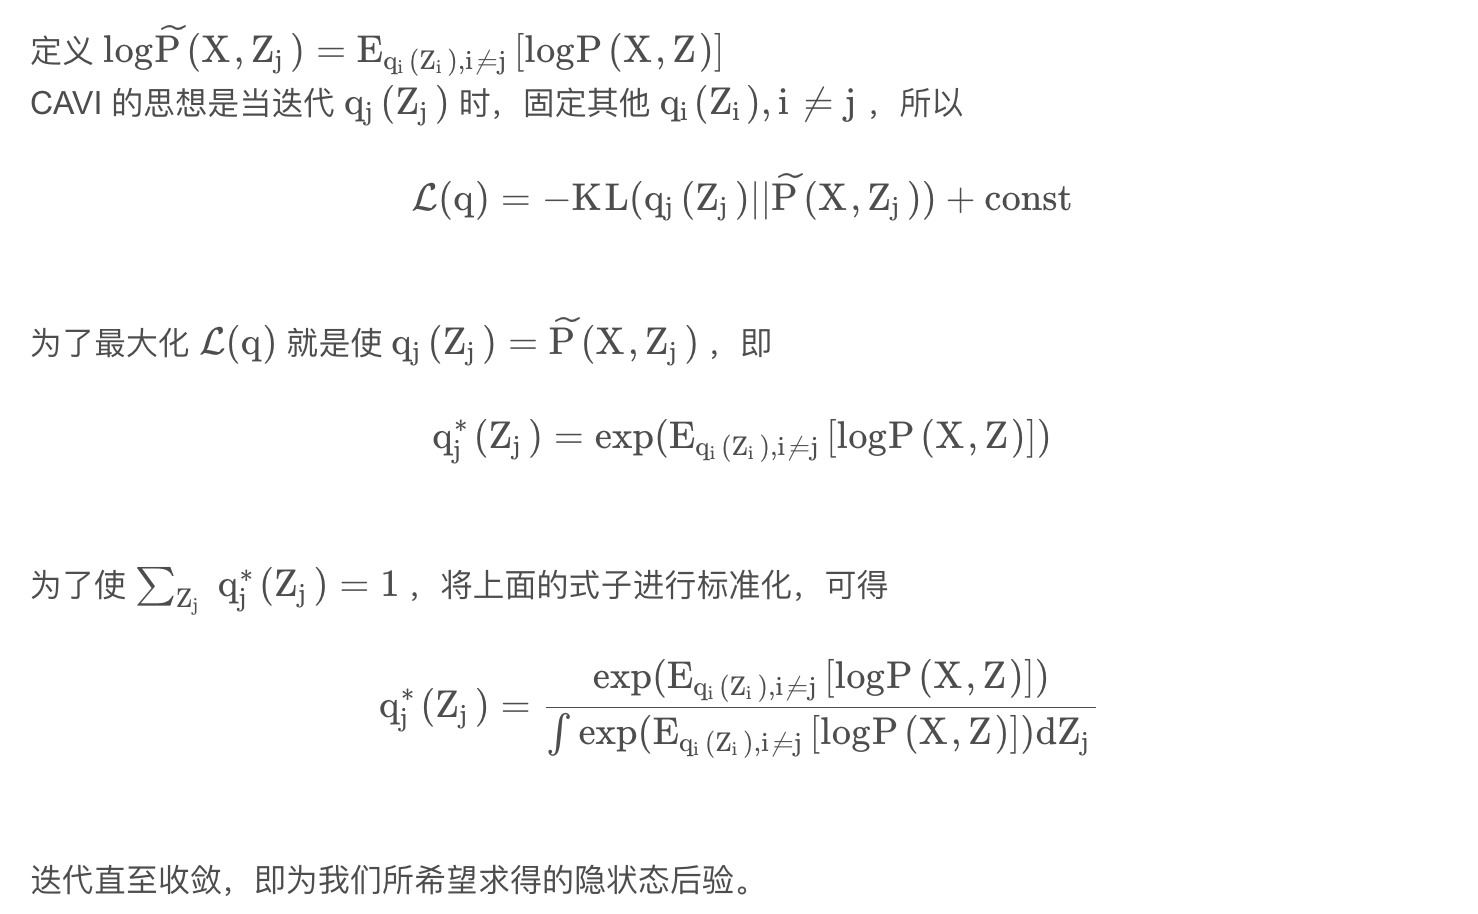 定义 $\log\widetilde{P}(X,Z_j) = E_{q_i(Z_i),i\neq j}[\log P(X,Z)]$
CAVI 的思想是当迭代 $q_j(Z_j)$ 时，固定其他 $q_i(Z_i), i \neq j$ ，所以
$\mathcal{L}(q) = -KL(q_j(Z_j)||\widetilde{P}(X,Z_j)) + const$
为了最大化 $\mathcal{L}(q)$ 就是使 $q_j(Z_j) = \widetilde{P}(X,Z_j)$ ，即
$q_j^*(Z_j) = \exp(E_{q_i(Z_i),i\neq j}[\log P(X,Z)])$
为了使 $\sum_{Z_j} q_j^*(Z_j) = 1$ ，将上面的式子进行标准化，可得
$q_j^*(Z_j) = \frac{\exp(E_{q_i(Z_i),i\neq j}[\log P(X,Z)])}{\int \exp(E_{q_i(Z_i),i\neq j}[\log P(X,Z)])dZ_j}$
迭代直至收敛，即为我们所希望求得的隐状态后验。